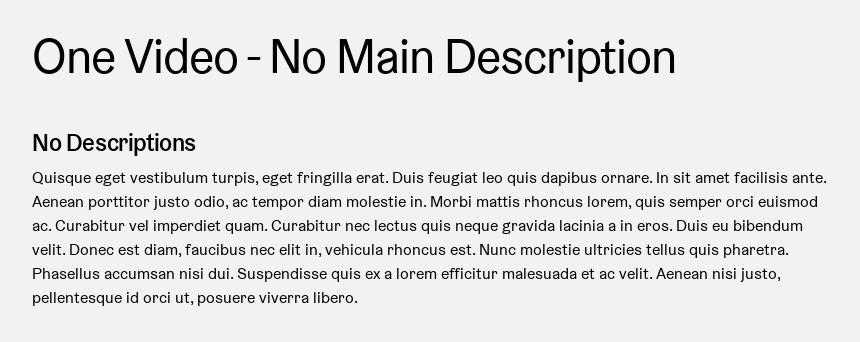 One Video - No Main Description
No Descriptions
Quisque eget vestibulum turpis, eget fringilla erat. Duis feugiat leo quis dapibus ornare. In sit amet facilisis ante.
Aenean porttitor justo odio, ac tempor diam molestie in. Morbi mattis rhoncus lorem, quis semper orci euismod
ac. Curabitur vel imperdiet quam. Curabitur nec lectus quis neque gravida lacinia a in eros. Duis eu bibendum
velit. Donec est diam, faucibus nec elit in, vehicula rhoncus est. Nunc molestie ultricies tellus quis pharetra.
Phasellus accumsan nisi dui. Suspendisse quis ex a lorem efficitur malesuada et ac velit. Aenean nisi justo,
pellentesque id orci ut, posuere viverra libero.